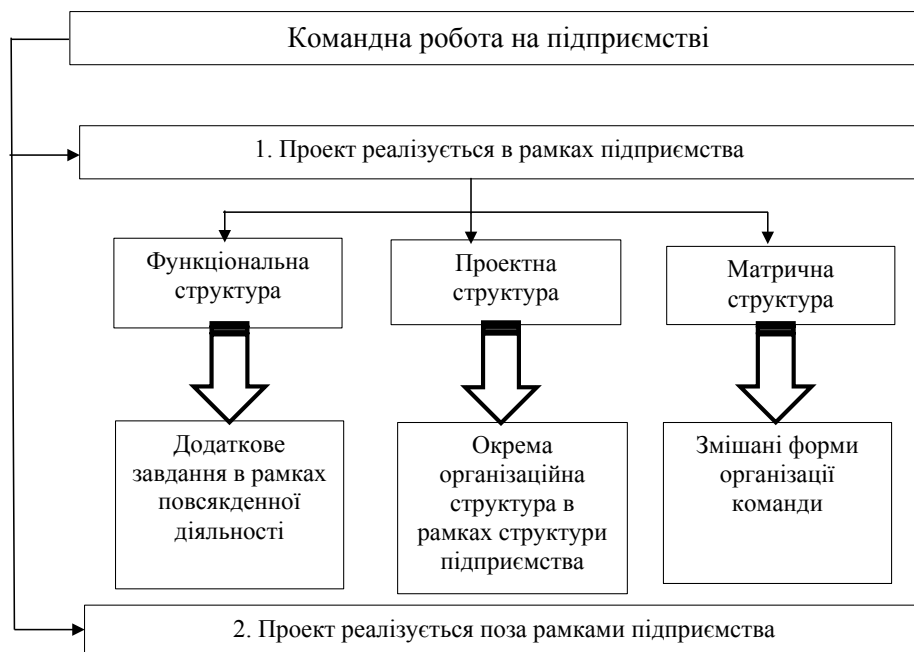 Командна робота на підприємстві
1. Проект реалізується в рамках підприємства
Функціональна
структура
Проектна
структура
Матрична
структура
Додаткове
завдання в рамках
повсякденної
діяльності
Окрема
організаційна
структура в
рамках структури
підприємства
Змішані форми
організації
команди
2. Проект реалізується поза рамками підприємства